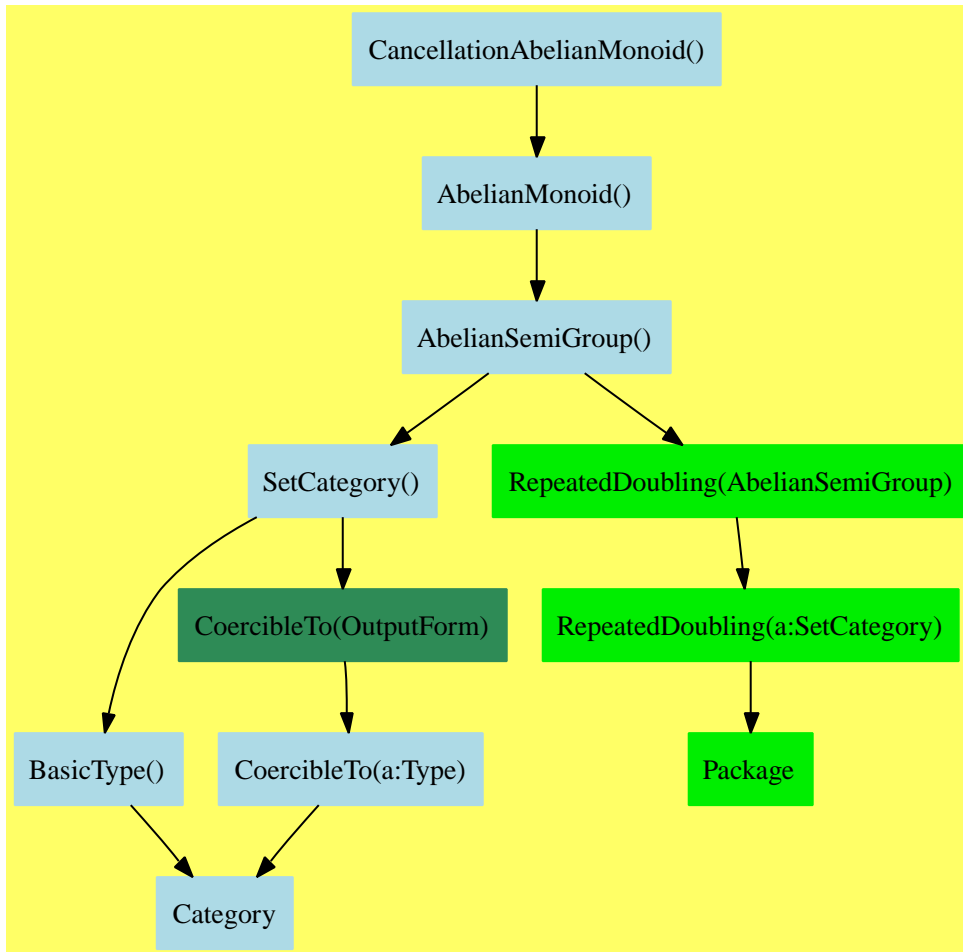 CancellationAbelianMonoid()
AbelianMonoid()
AbelianSemiGroup()
SetCategory()
RepeatedDoubling(AbelianSemiGroup)
CoercibleTo(OutputForm)
RepeatedDoubling(a:SetCategory)
BasicType()
CoercibleTo(a:Type)
Package
Category